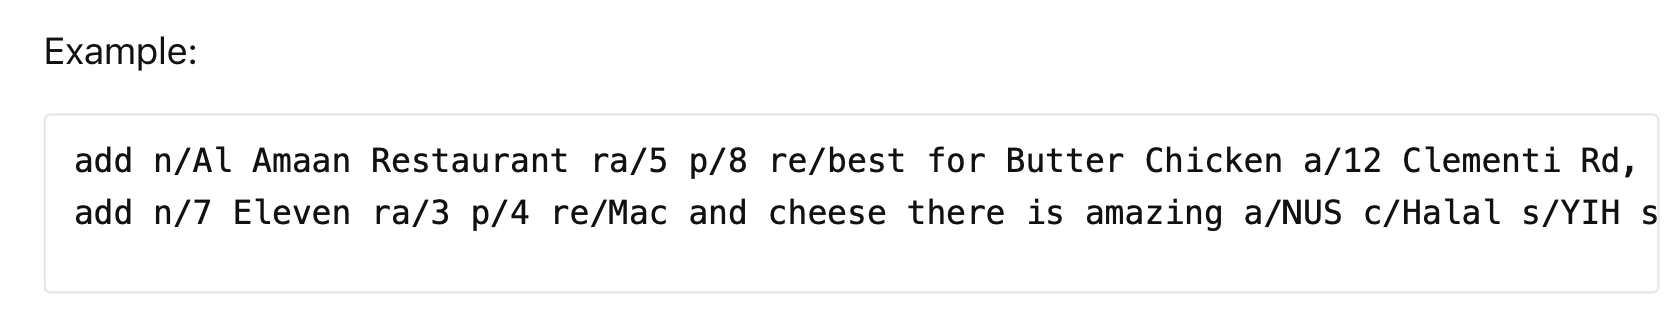 Example:
add n/Al Amaan Restaurant ra/5 p/8 re/best for Butter Chicken a/12 Clementi Rd,
add n/7 Eleven ra/3 p/4 re/Mac and cheese there is amazing a/NUS c/Halal s/YIH s